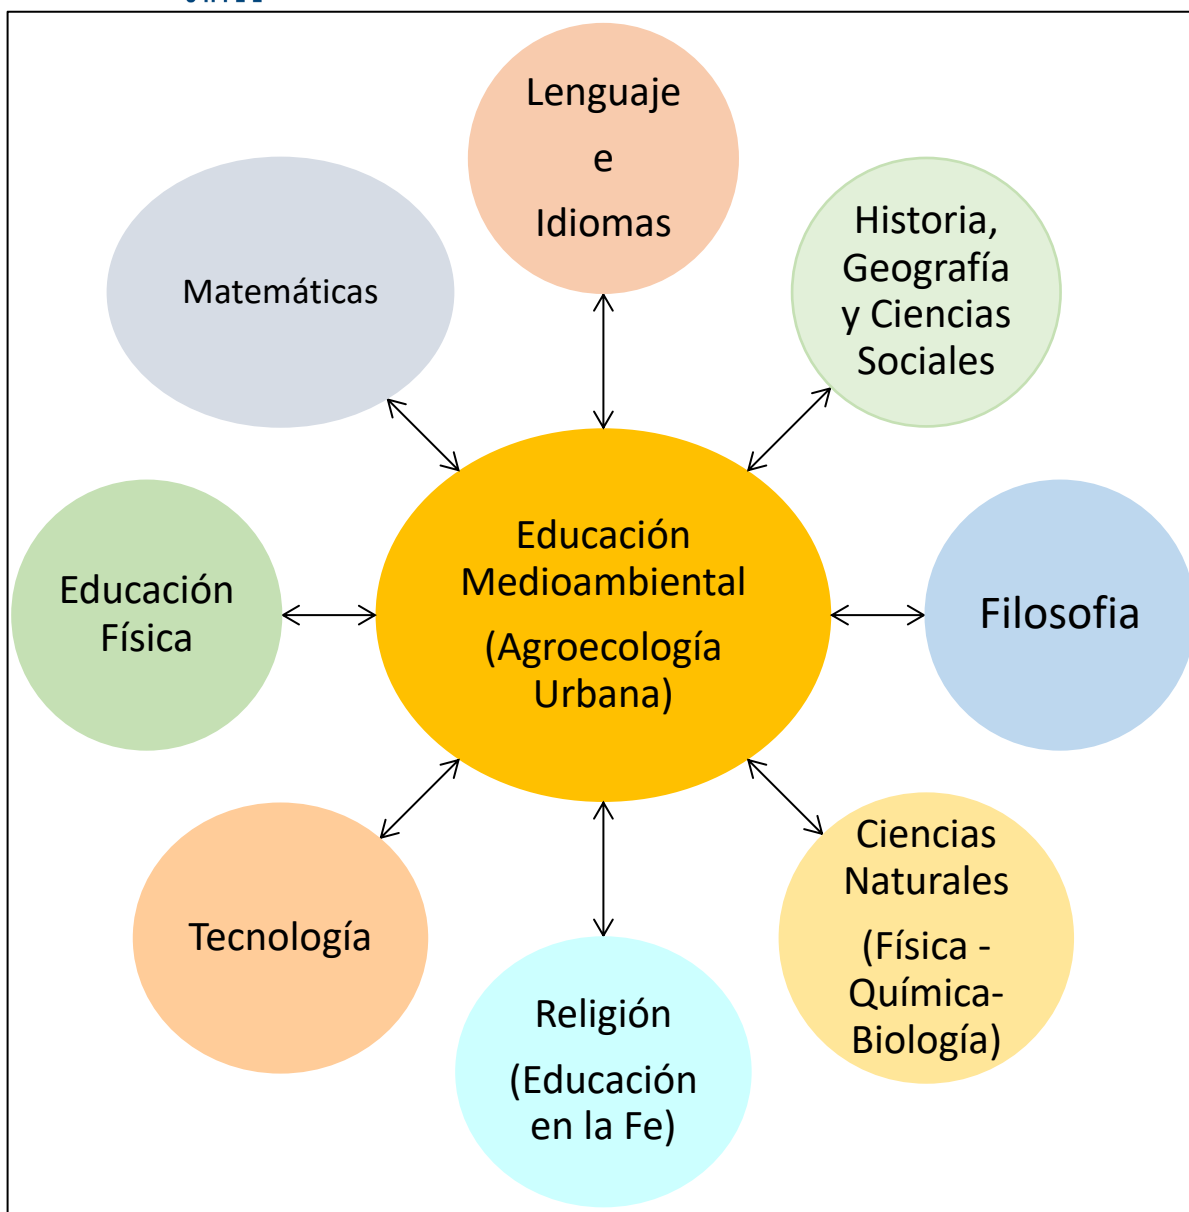 Lenguaje
e
Idiomas
Historia,
Geografía
y Ciencias
Sociales
Matemáticas
Educación
Medioambiental
(Agroecología
Urbana)
Educación
Física
Filosofia
Ciencias
Naturales
(Física -
Química-
Biología)
Tecnología
Religión
(Educación
en la Fe)